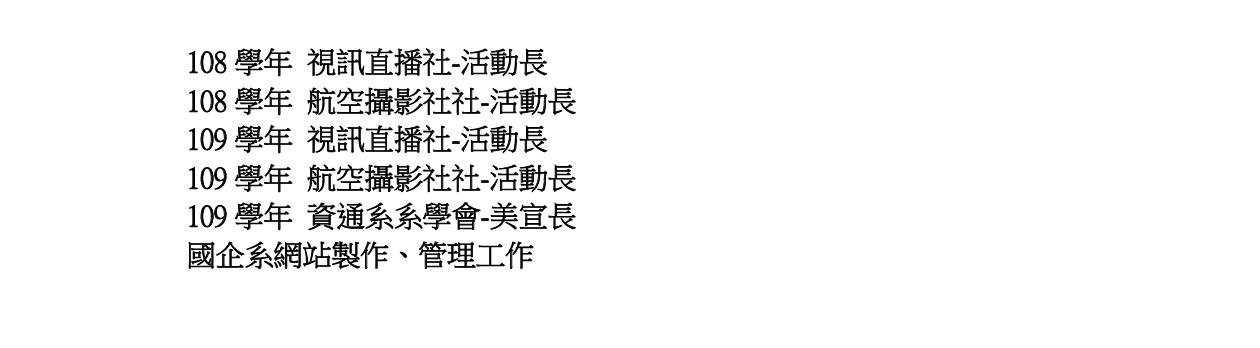 108 學年 視訊直播社-活動長
108 學年 航空攝影社社-活動長
109 學年 視訊直播社-活動長
109 學年 航空攝影社社-活動長
109 學年 資通系系學會-美宣長
國企系網站製作、管理工作